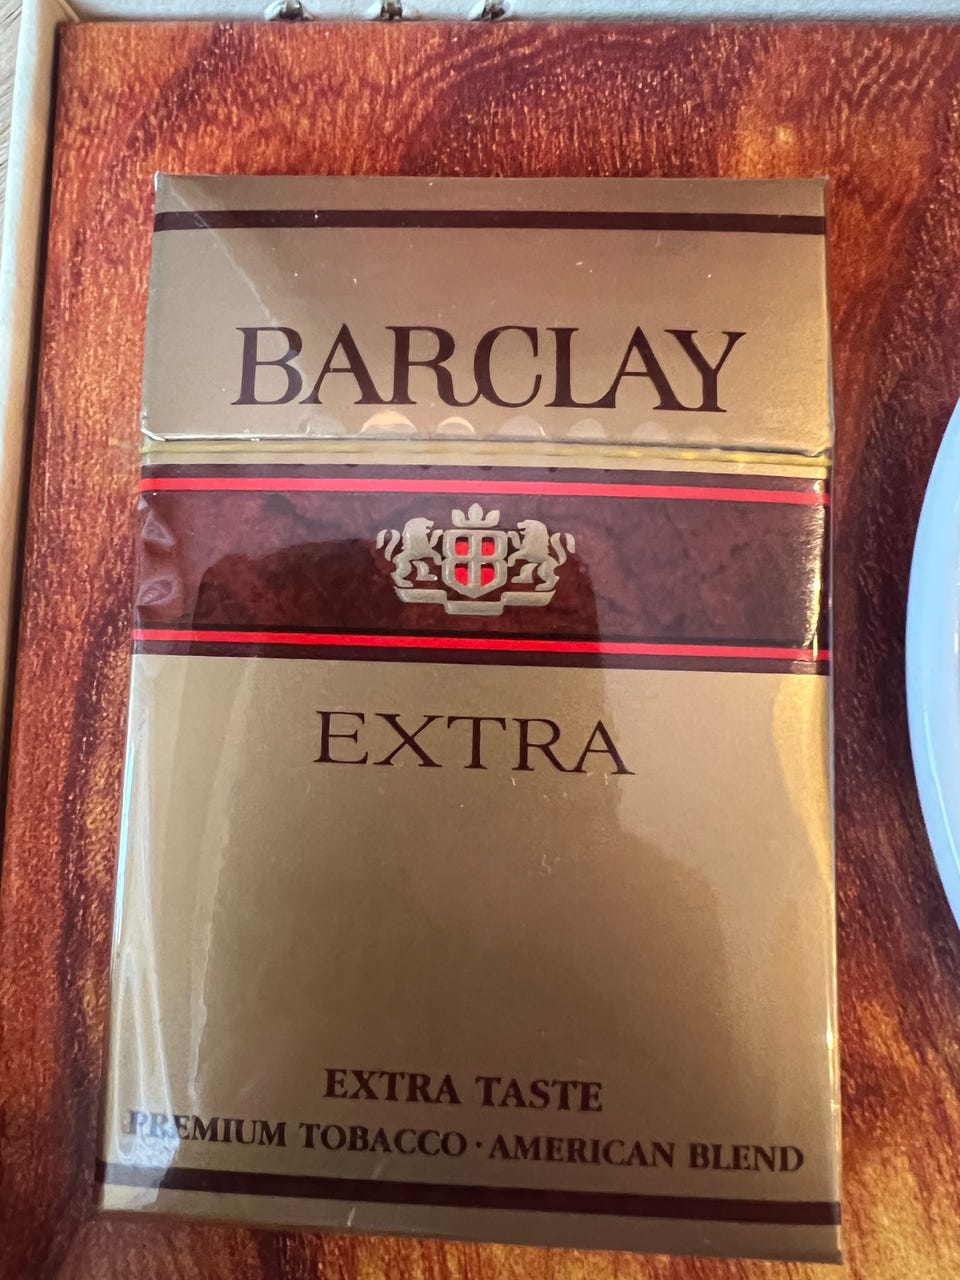 BARCLAY
EXTRA
EXTRA TASTE
PREMIUM TOBACCO · AMERICAN BLEND